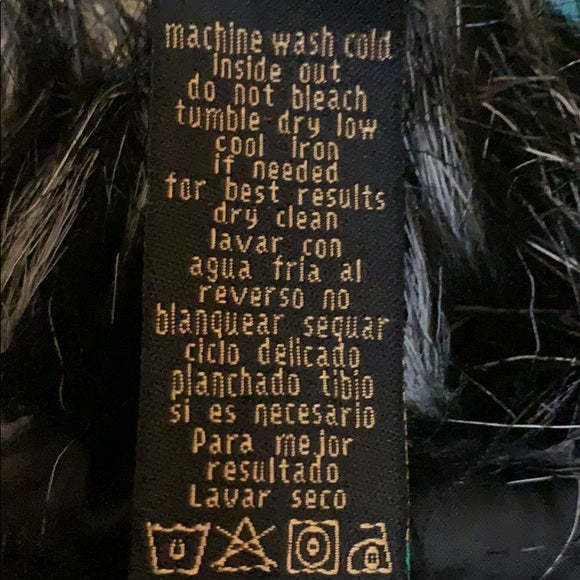 machine wash cold
inside out
do not bleach
tumble dry low
cool iron
if needed
for best results
dry clean
lavar con
agua fria al
reverso no
blanquear sequar
ciclo delicado
planchado tibio
si es necesario
Para mejor
resultado
Lavar seco